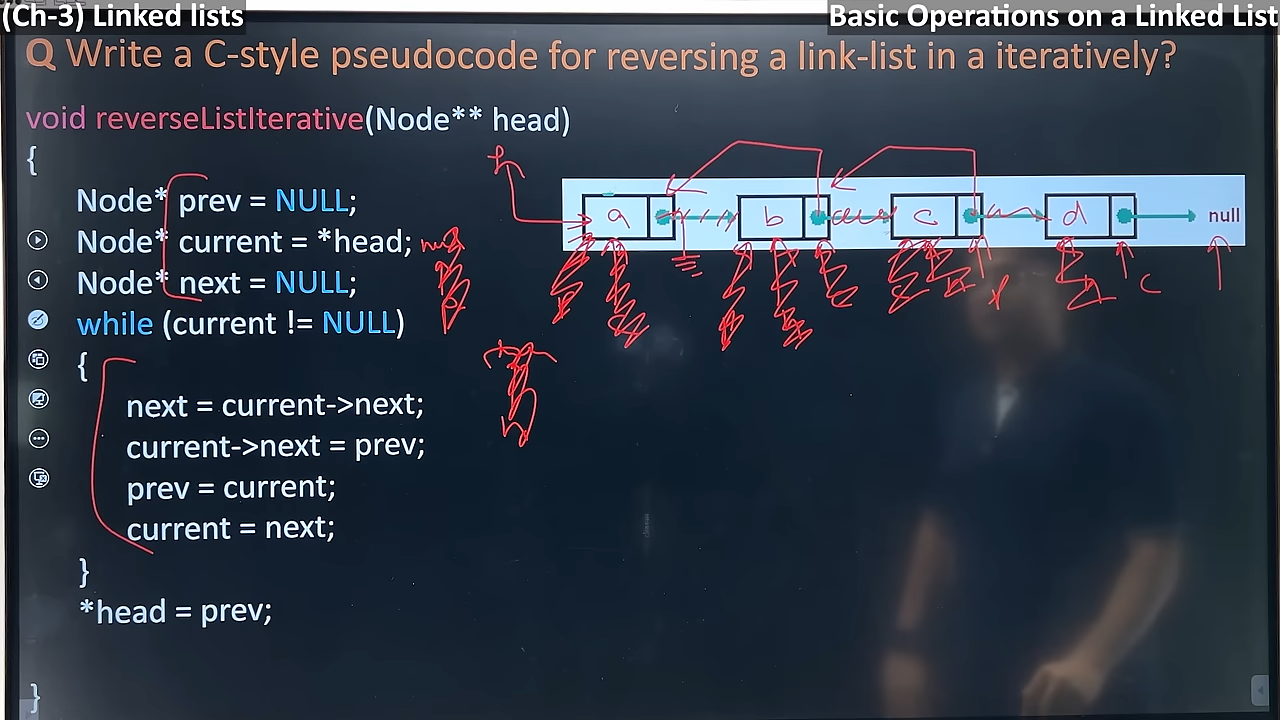 (Ch-3) Linked lists
Basic Operations on a Linked List
Q Write a C-style pseudocode for reversing a link-list in a iteratively?
void reverseListIterative(Node** head)
{
Node* prev = NULL;
Node* current = *head;
Node* next = NULL;
while (current != NULL)
{
next = current->next;
current->next = prev;
prev = current;
current = next;
}
*head = prev;
}
a b c d null